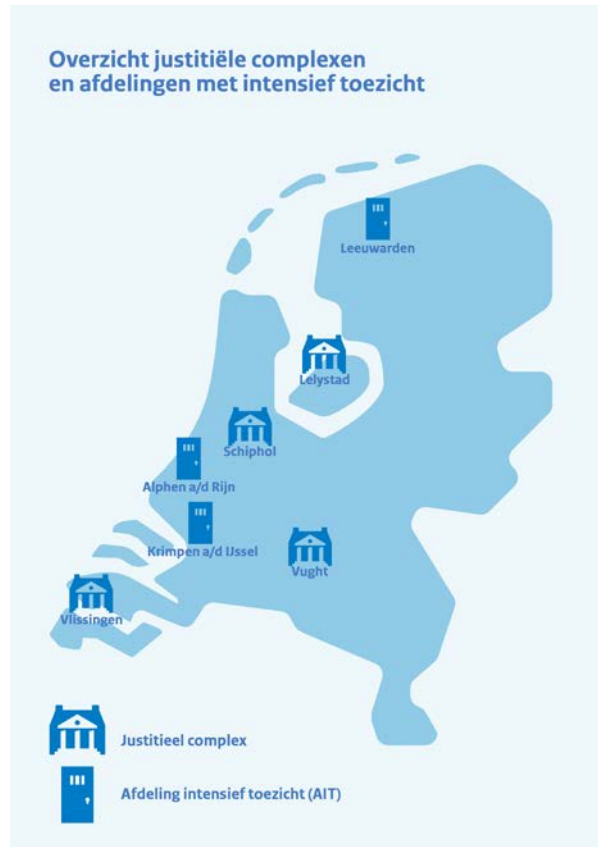 Overzicht justitiële complexen
en afdelingen met intensief toezicht
Leeuwarden
Lelystad
Schiphol
Alphen a/d Rijn
Krimpen a/d IJssel
Vught
Vlissingen
Justitieel complex
Afdeling intensief toezicht (AIT)